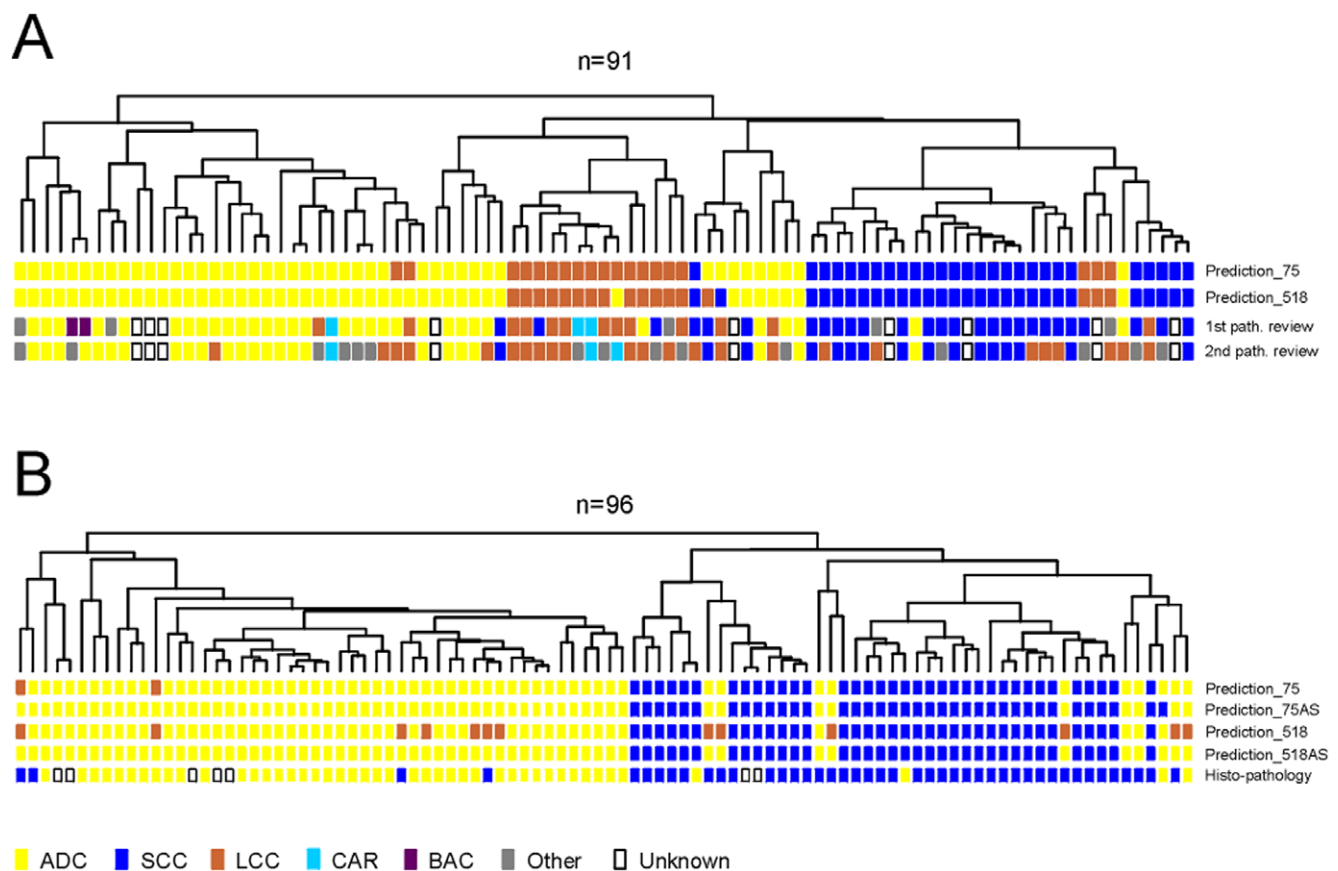 A
n=91
Prediction_75
Prediction_518
1st path. review
2nd path. review
B
n=96
Prediction_75
Prediction_75AS
Prediction_518
Prediction_518AS
Histo-pathology
ADC SCC LCC CAR BAC Other Unknown